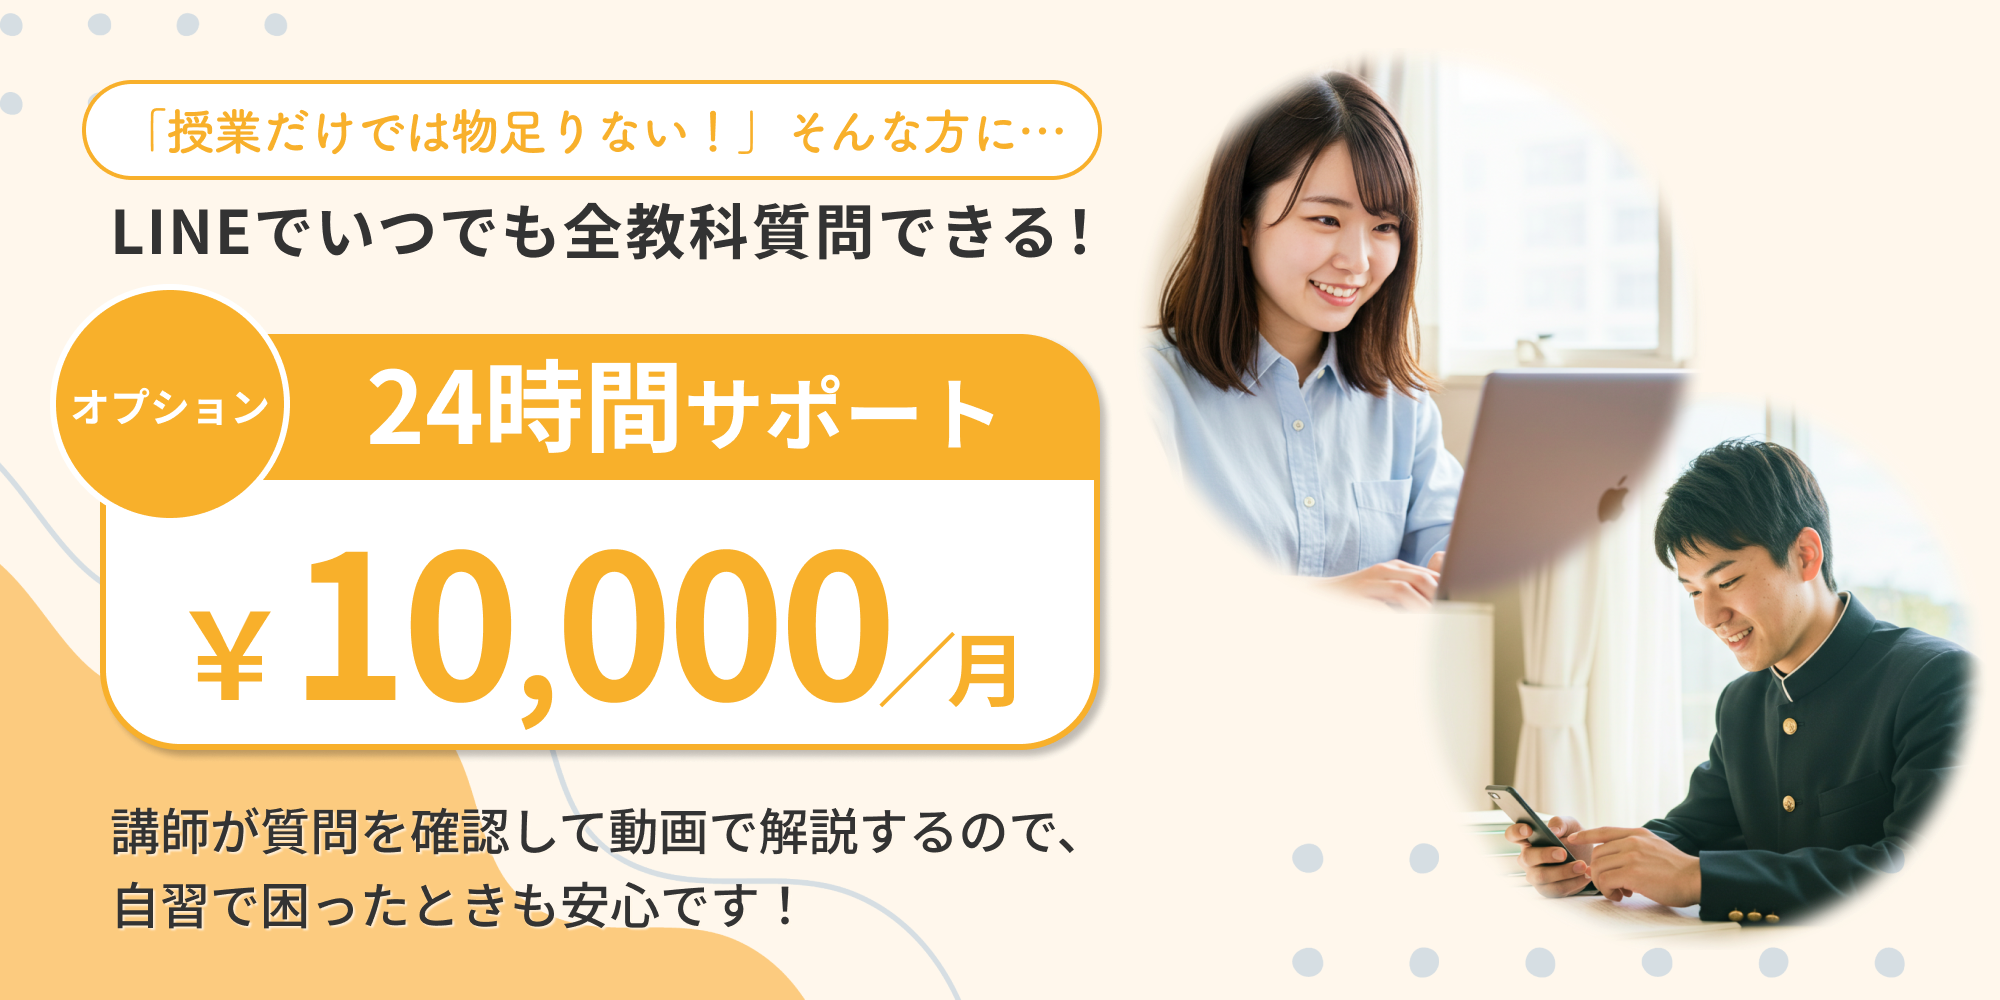 「授業だけでは物足りない！」そんな方に…
LINEでいつでも全教科質問できる！
オプション
24時間サポート
¥10,000／月
講師が質問を確認して動画で解説するので、
自習で困ったときも安心です！